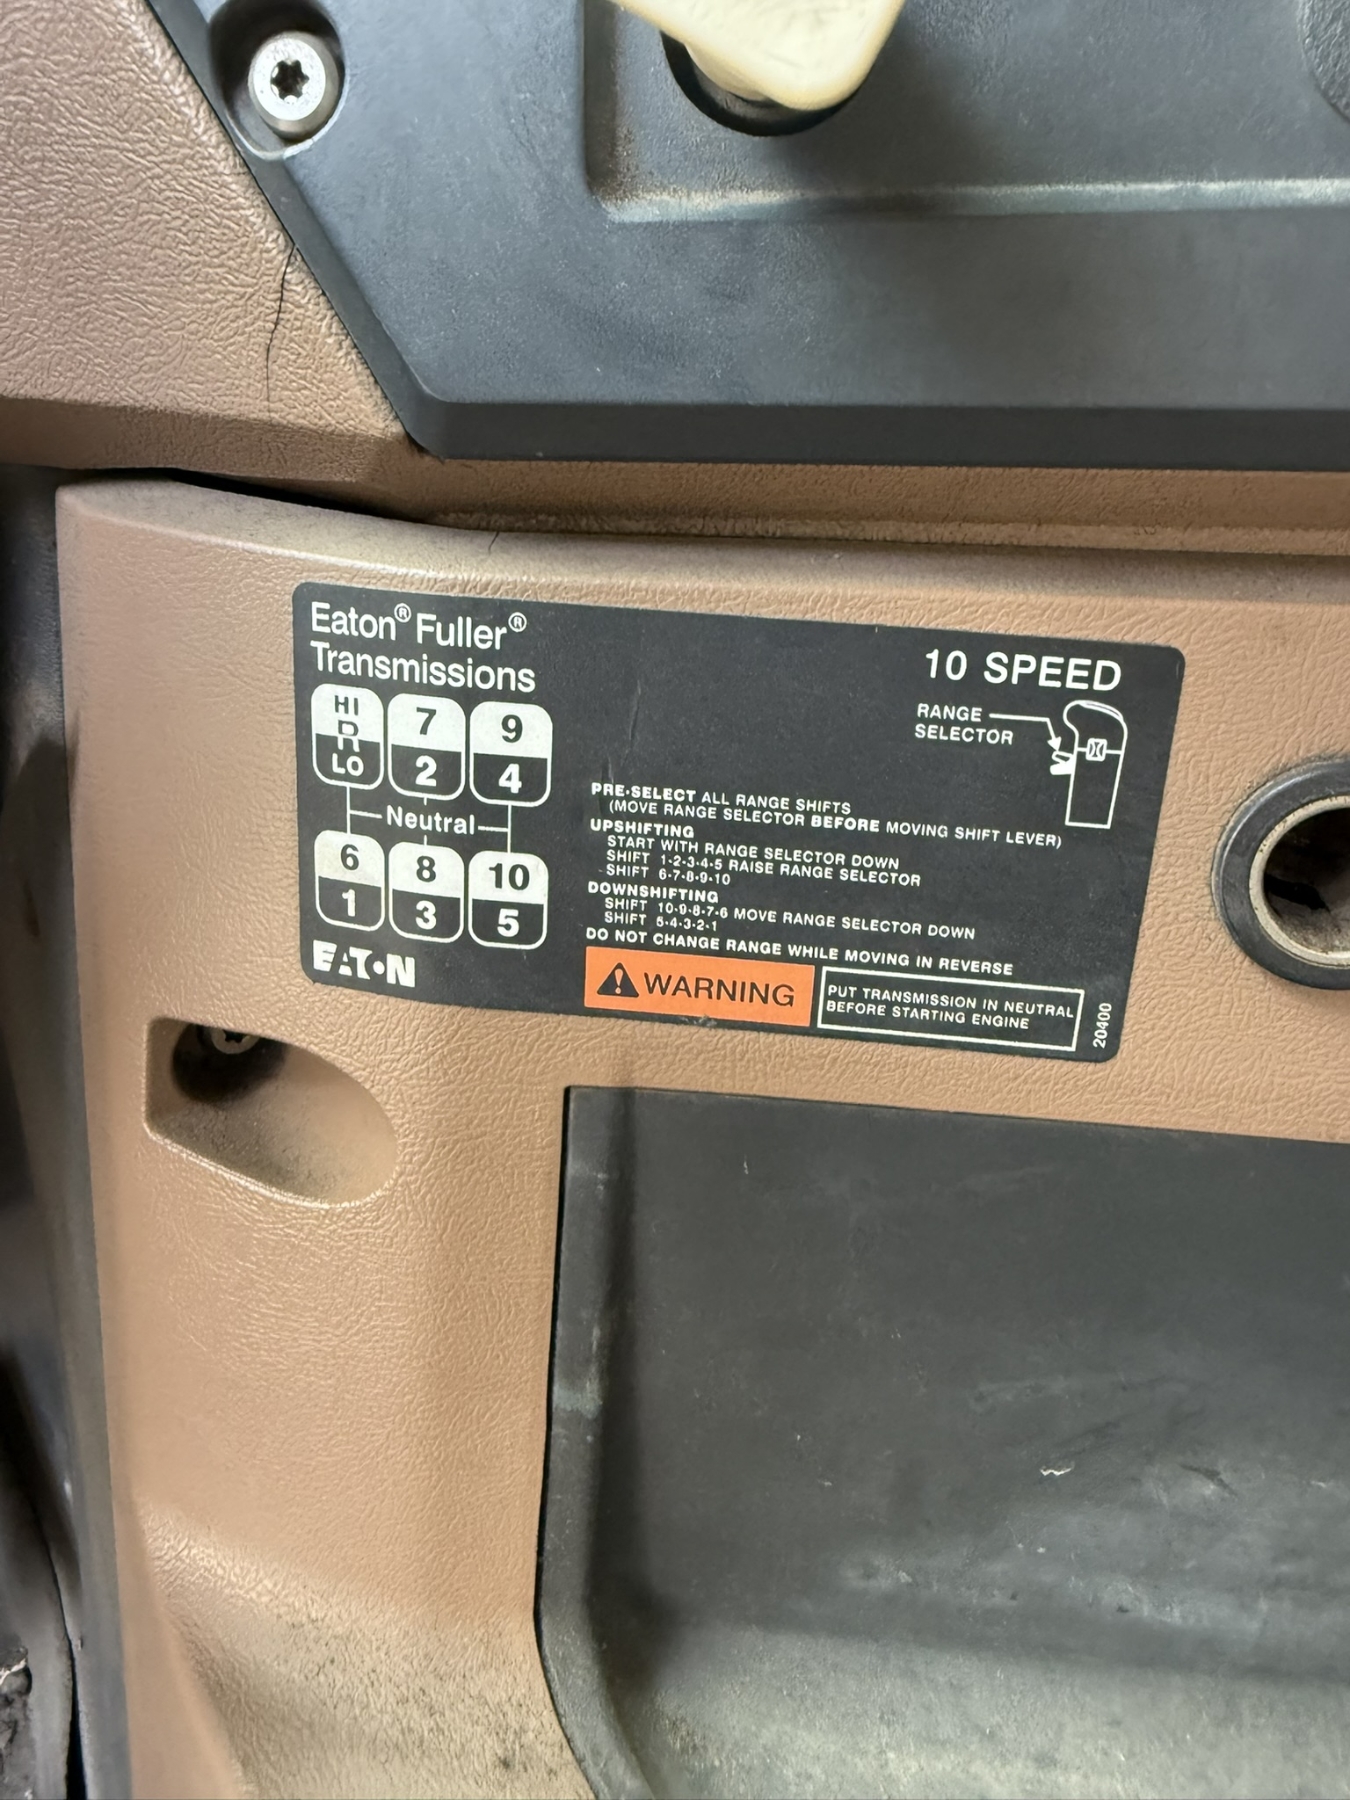 Eaton® Fuller®
Transmissions
10 SPEED
HI
R
LO
7
2
9
4
Neutral
6
1
8
3
10
5
EATON
RANGE
SELECTOR
PRE-SELECT ALL RANGE SHIFTS
(MOVE RANGE SELECTOR BEFORE MOVING SHIFT LEVER)
UPSHIFTING
START WITH RANGE SELECTOR DOWN
SHIFT 1-2-3-4-5 RAISE RANGE SELECTOR
SHIFT 6-7-8-9-10
DOWNSHIFTING
SHIFT 10-9-8-7-6 MOVE RANGE SELECTOR DOWN
SHIFT 5-4-3-2-1
DO NOT CHANGE RANGE WHILE MOVING IN REVERSE
WARNING
PUT TRANSMISSION IN NEUTRAL
BEFORE STARTING ENGINE
20400